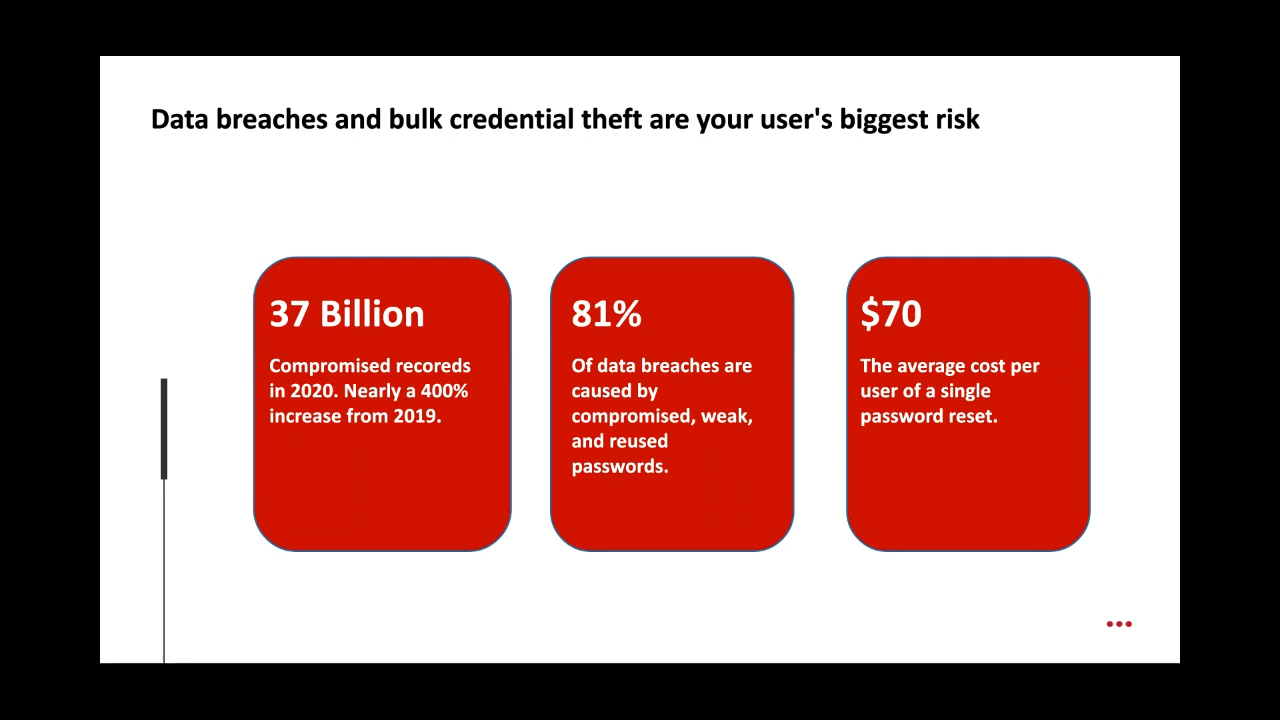 Data breaches and bulk credential theft are your user's biggest risk
37 Billion
Compromised recoreds
in 2020. Nearly a 400%
increase from 2019.
81%
Of data breaches are
caused by
compromised, weak,
and reused
passwords.
$70
The average cost per
user of a single
password reset.